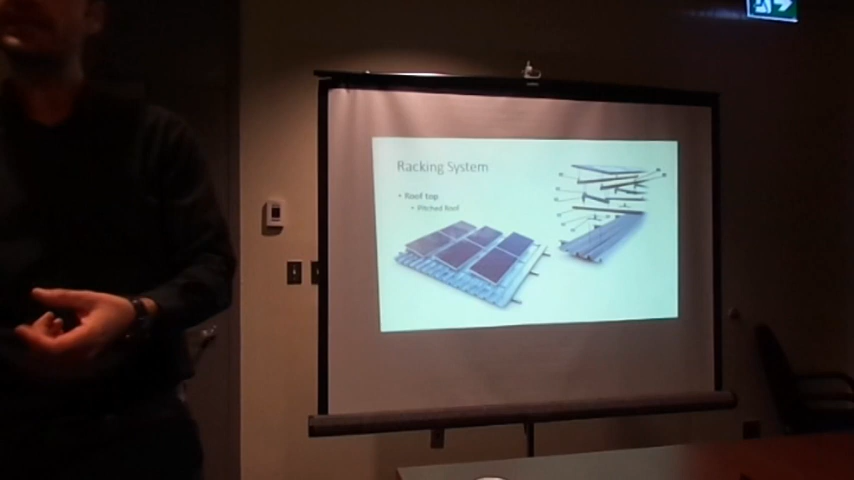 Racking System
• Roof top
• Pitched Roof